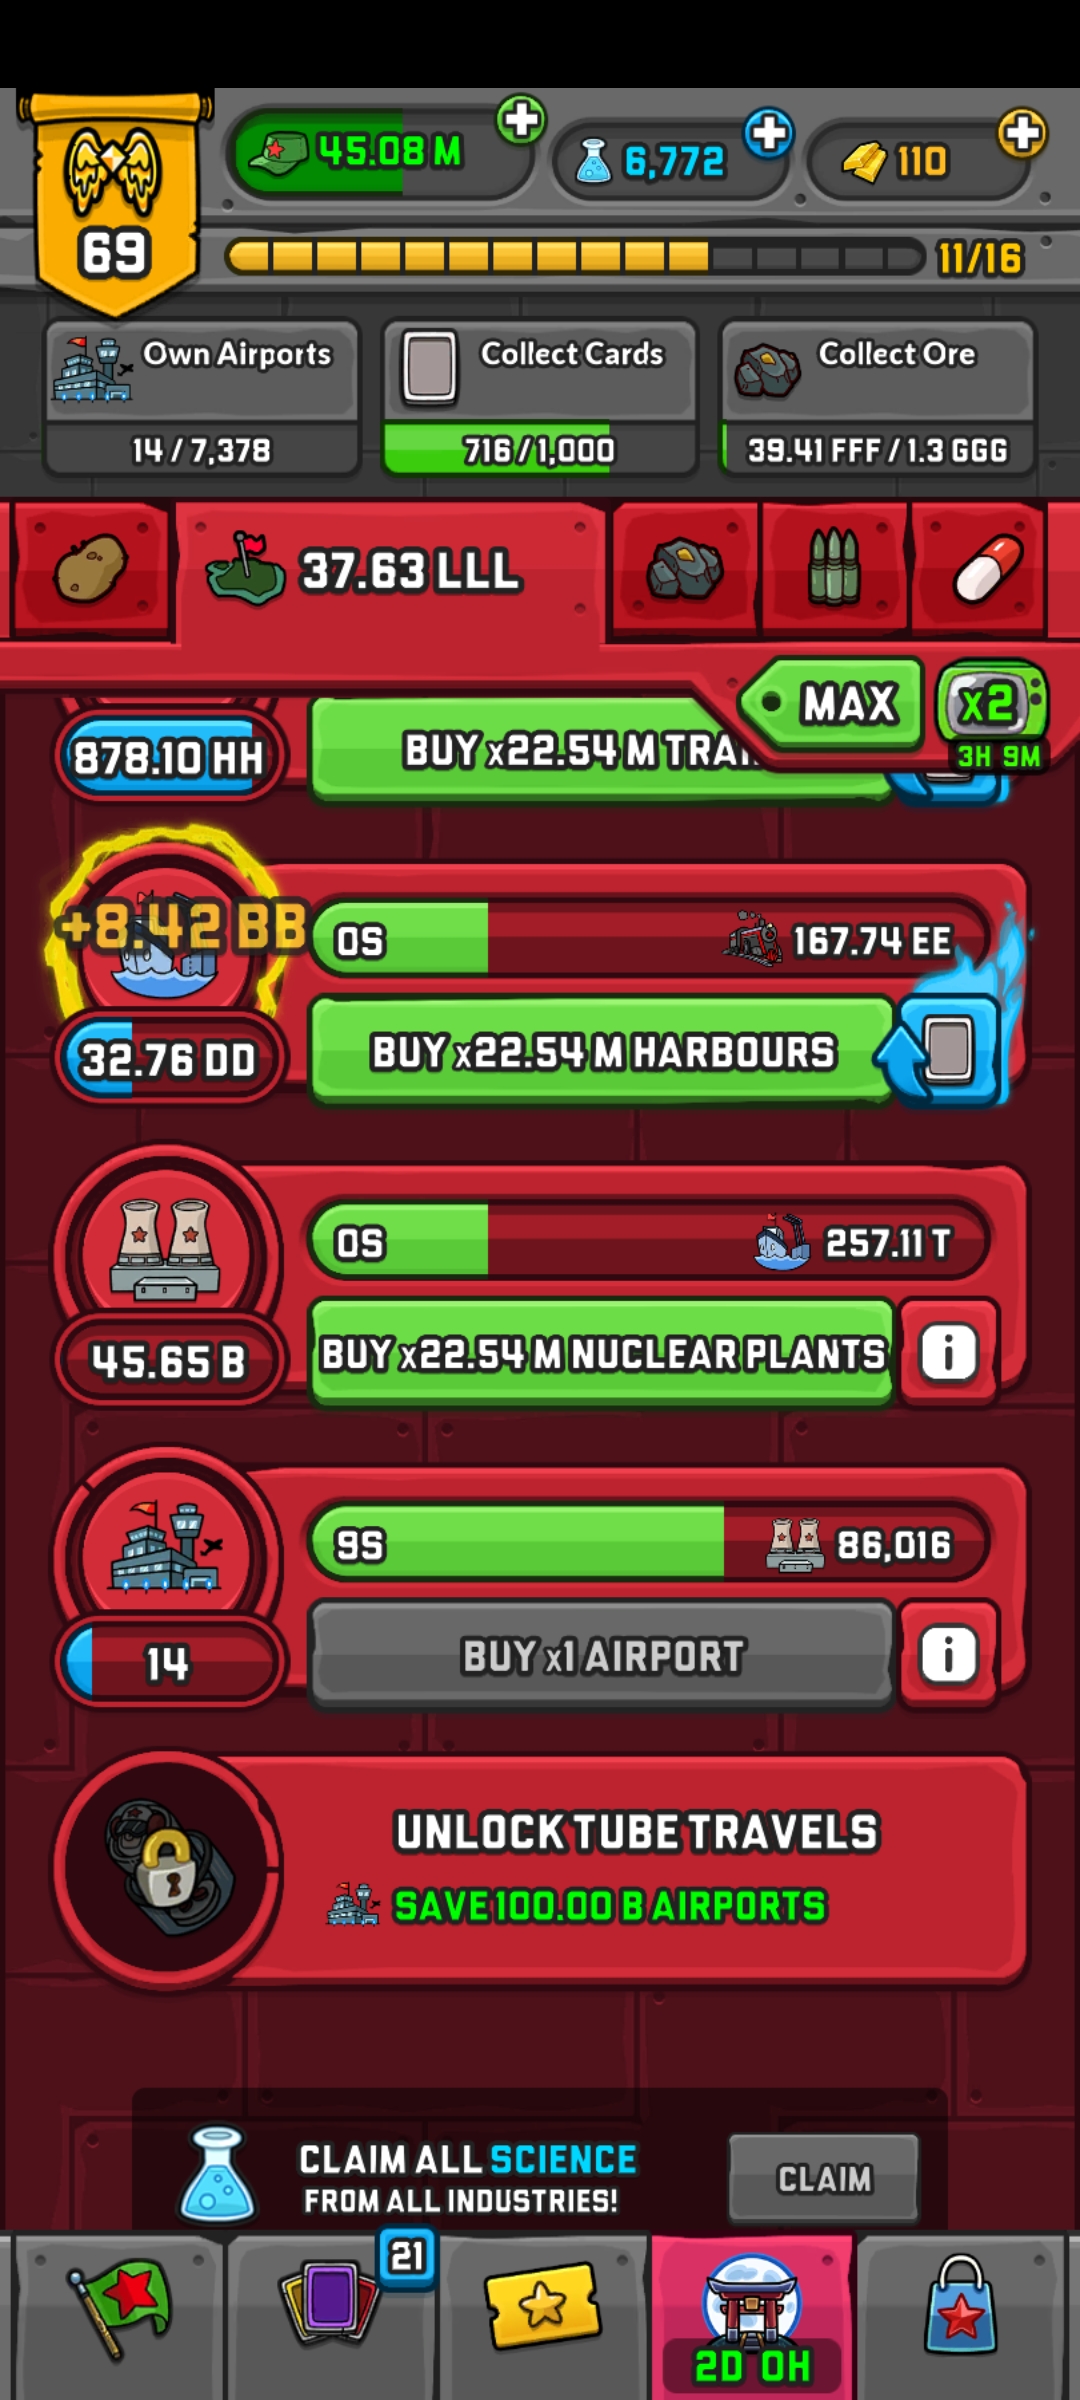 45.08 M
6,772
110
69
11/16
Own Airports
14 / 7,378
Collect Cards
716 / 1,000
Collect Ore
39.41 FFF / 1.3 GGG
37.63 LLL
MAX
x2
3H 9M
878.10 HH
BUY x22.54 M
+8.42 BB
0S
167.74 EE
32.76 DD
BUY x22.54 M HARBOURS
0S
257.11 T
45.65 B
BUY x22.54 M NUCLEAR PLANTS
i
9S
86,016
14
BUY x1 AIRPORT
i
UNLOCK TUBE TRAVELS
SAVE 100.00 B AIRPORTS
CLAIM ALL SCIENCE
FROM ALL INDUSTRIES!
CLAIM
21
2D 0H